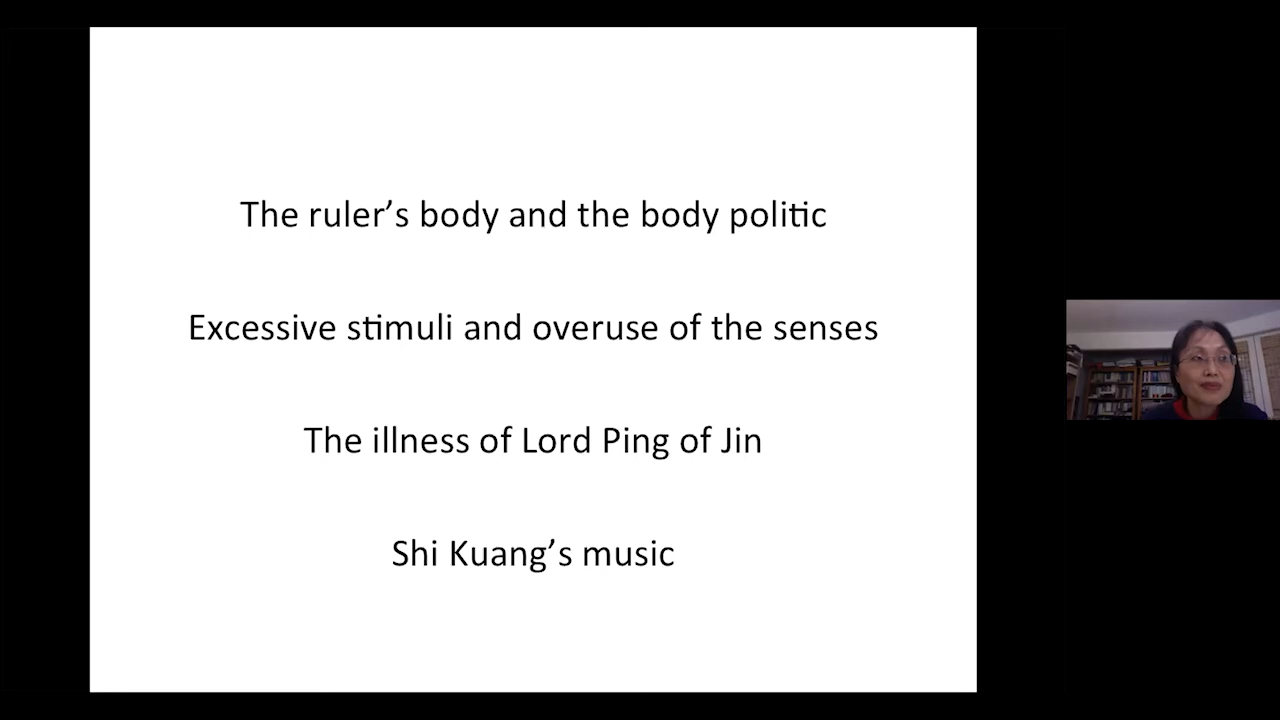 The ruler’s body and the body politic
Excessive stimuli and overuse of the senses
The illness of Lord Ping of Jin
Shi Kuang’s music